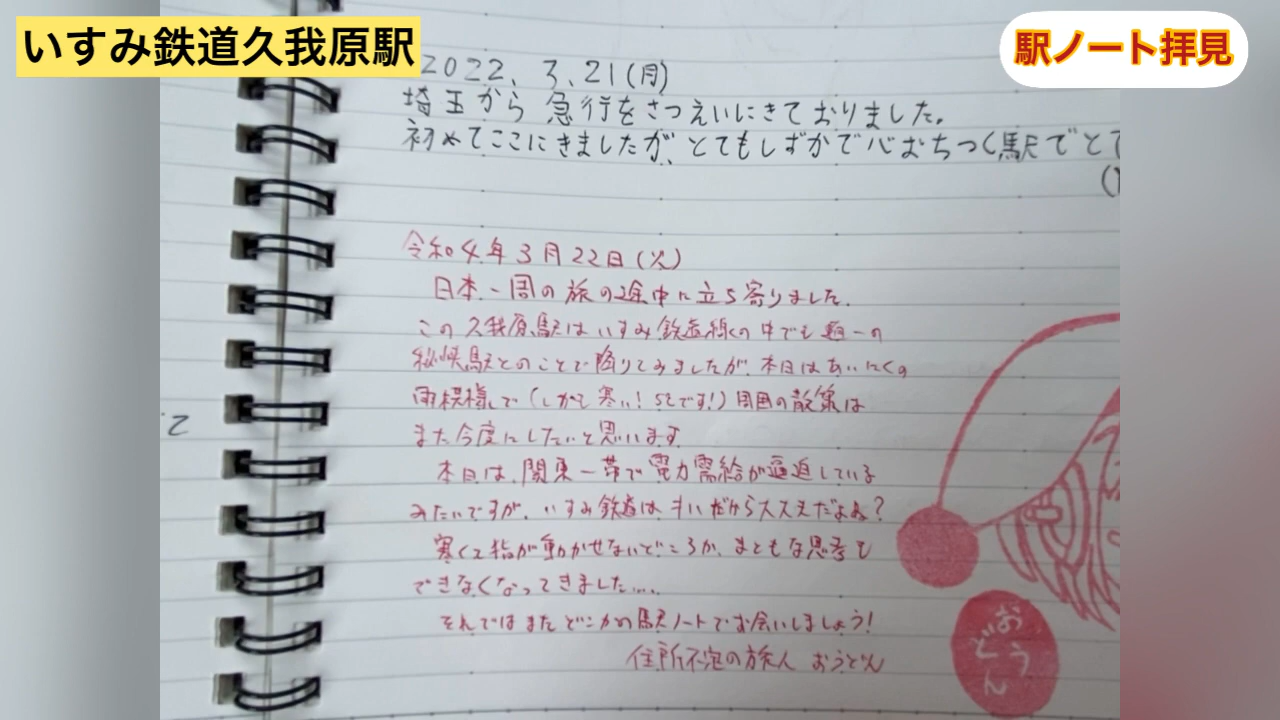 いすみ鉄道久我原駅
駅ノート拝見
2022、3、21(月)
埼玉から 急行をさつえいにきておりました。
初めてここにきましたが、とてもしずかで心おちつく駅でとて
令和4年3月22日(火)
日本一周の旅の途中に立ち寄りました。
この久我原駅はいすみ鉄道線の中でも随一の
秘境駅とのことで降りてみましたが、本日はあいにくの
雨模様で(しかも寒い!5℃です!)周囲の散策は
また今度にしたいと思います。
本日は、関東一帯で電力需給が逼迫している
みたいですが、いすみ鉄道は、キハだから大丈夫だよね?
寒くて指が動かせないどころか、まともな思考も
できなくなってきました....
それではまたどこかの駅ノートでお会いしましょう!
住所不定の旅人 おうどん
おうどん